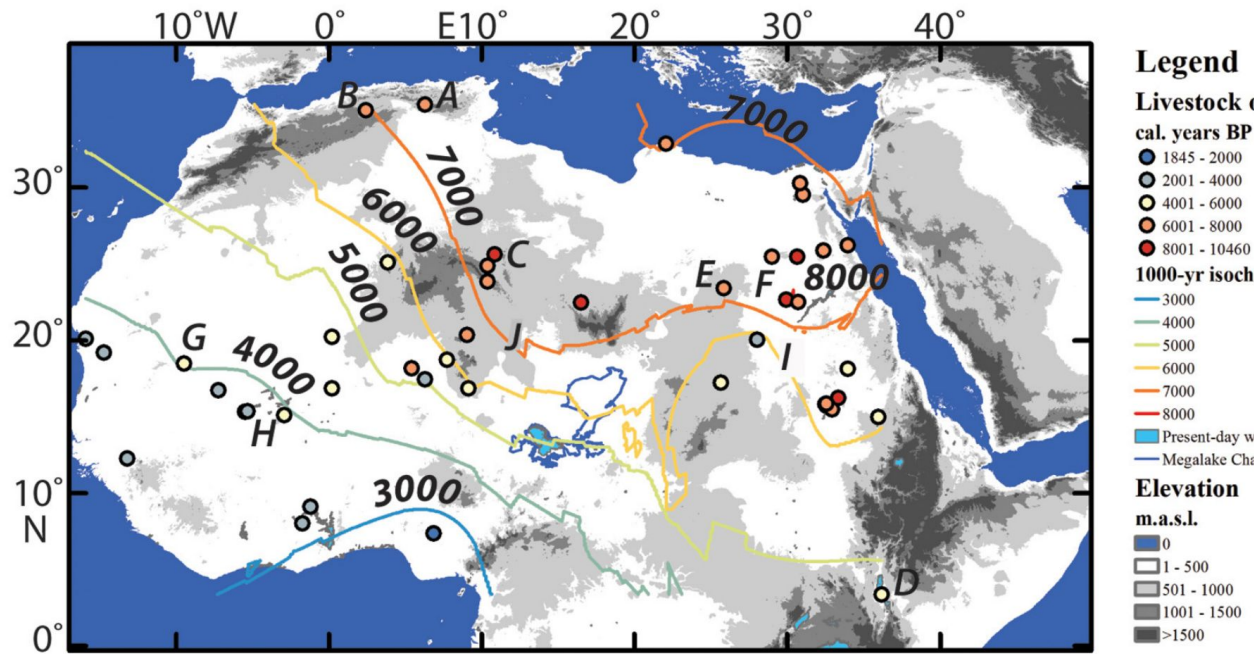 10°W 0° E10° 20° 30° 40°
30°
20°
10°
N
0°
B A
7000
7000
6000
5000
C
E F 8000
J
I
G 4000
H
3000
D
Legend
Livestock
cal. years BP
1845 - 2000
2001 - 4000
4001 - 6000
6001 - 8000
8001 - 10460
1000-yr isoch
3000
4000
5000
6000
7000
8000
Present-day w
Megalake Cha
Elevation
m.a.s.l.
0
1 - 500
501 - 1000
1001 - 1500
>1500